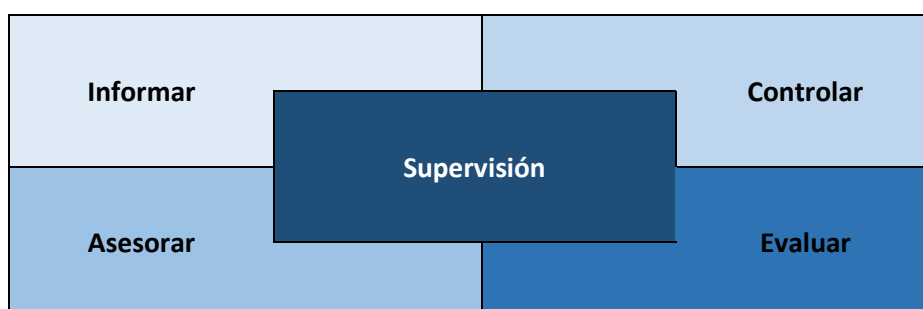 Informar
Controlar
Supervisión
Asesorar
Evaluar